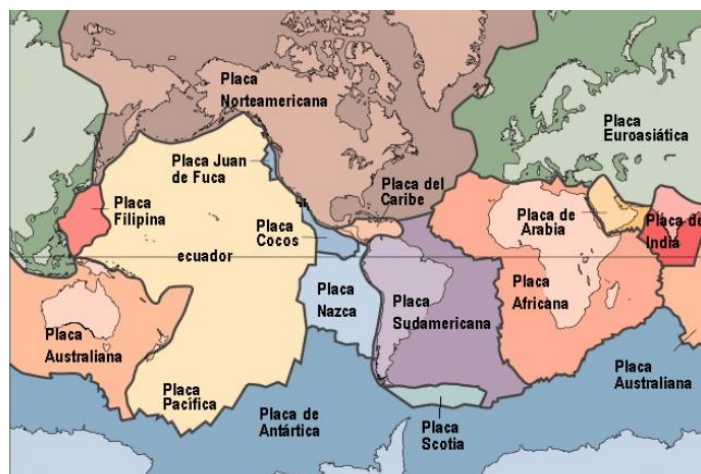 Placa
Norteamericana
Placa
Euroasiática
Placa Juan
de Fuca
Placa del
Caribe
Placa
Filipina
Placa
Cocos
Placa de
Arabia
Placa de
India
ecuador
Placa
Nazca
Placa
Sudamericana
Placa
Africana
Placa
Australiana
Placa
Australiana
Placa
Pacífica
Placa de
Antártica
Placa
Scotia